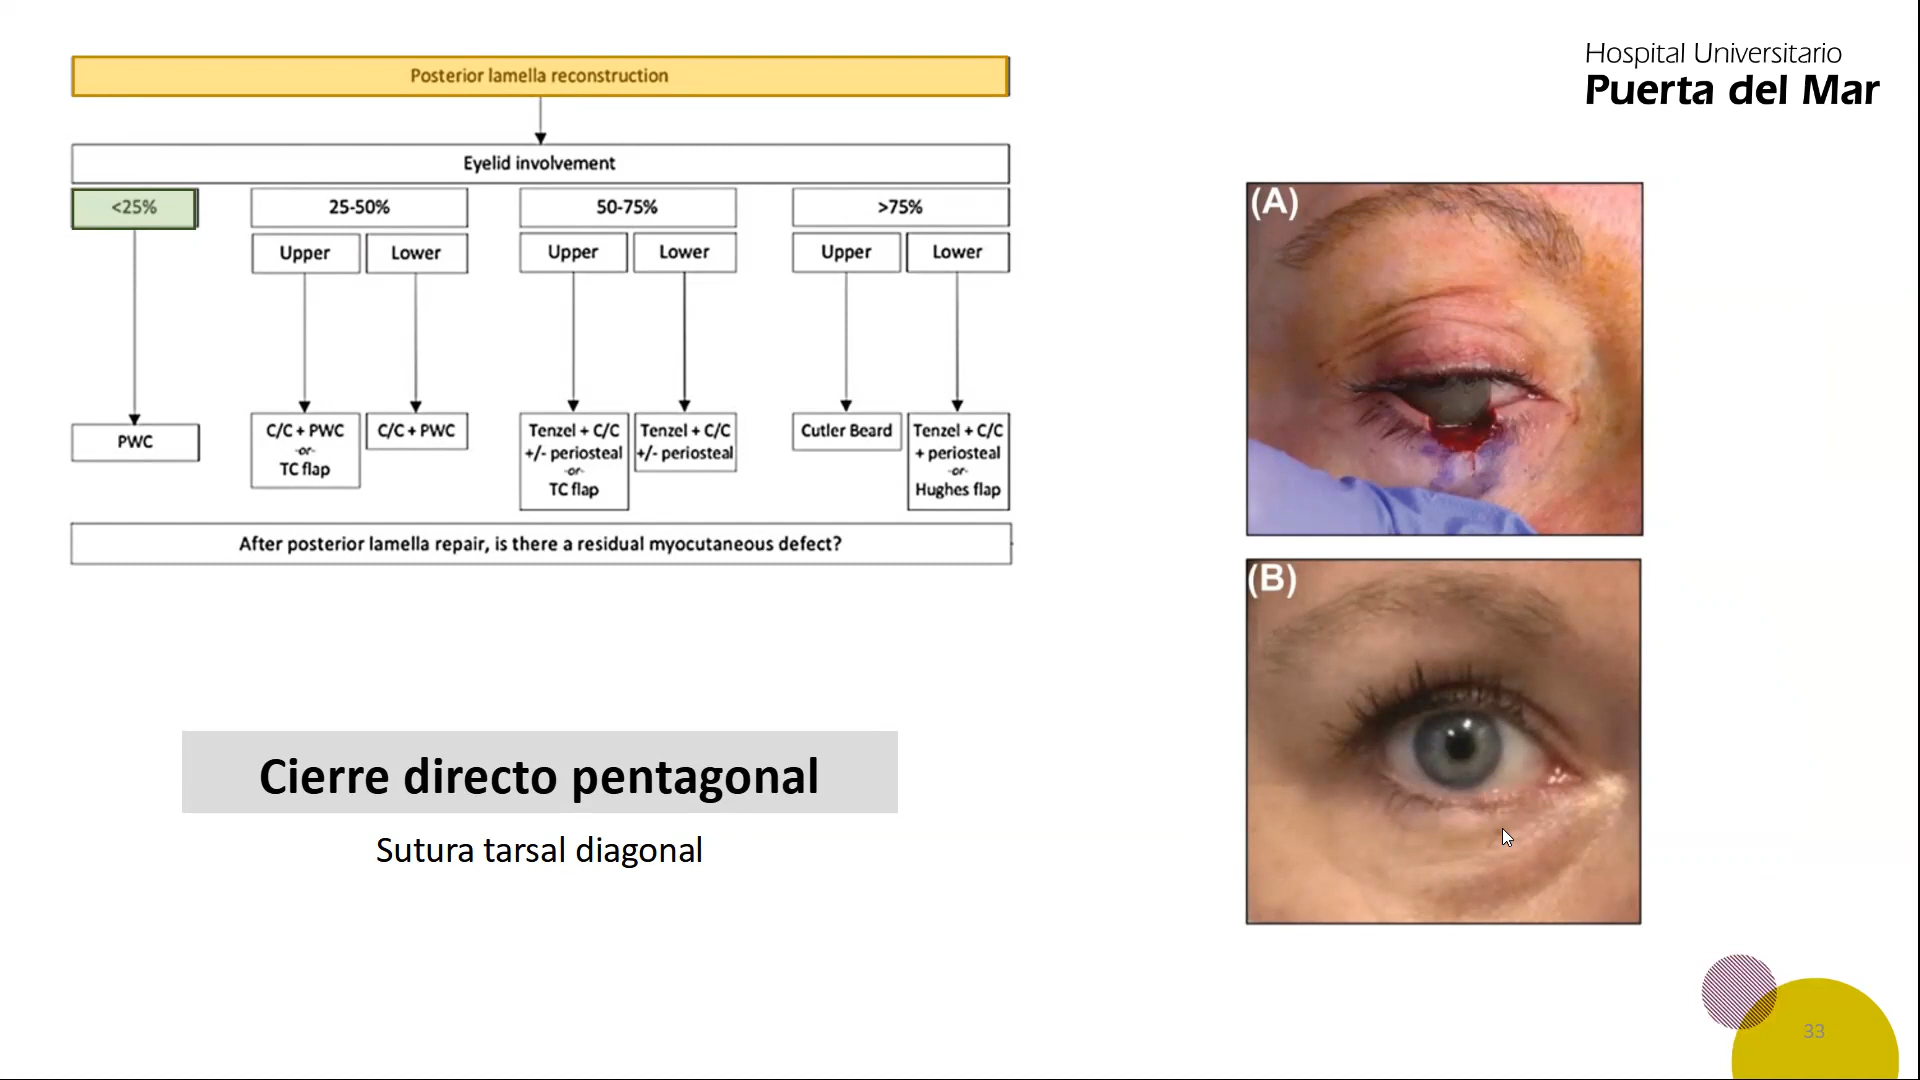 Hospital Universitario
Puerta del Mar
Posterior lamella reconstruction
Eyelid involvement
<25%
25-50%
50-75%
>75%
Upper
Lower
Upper
Lower
Upper
Lower
PWC
C/C + PWC
-or-
TC flap
C/C + PWC
Tenzel + C/C
+/- periosteal
-or-
TC flap
Tenzel + C/C
+/- periosteal
Cutler Beard
Tenzel + C/C
+ periosteal
-or-
Hughes flap
After posterior lamella repair, is there a residual myocutaneous defect?
(A)
(B)
Cierre directo pentagonal
Sutura tarsal diagonal
33